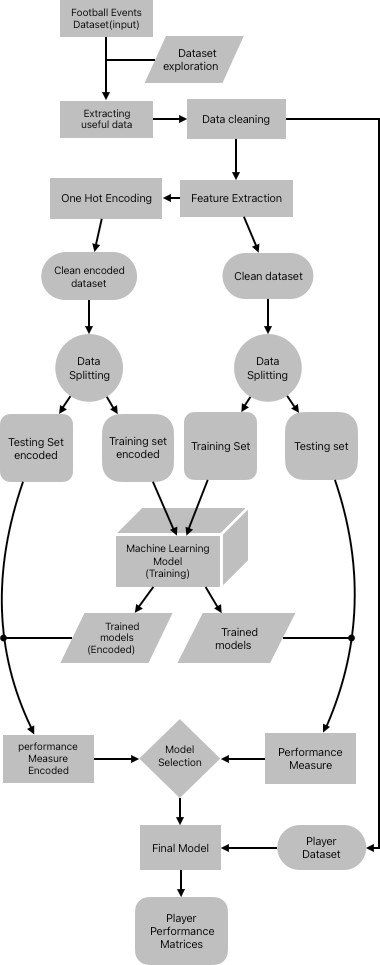 Football Events
Dataset(input)
Dataset
exploration
Extracting
useful data
Data cleaning
One Hot Encoding
Feature Extraction
Clean encoded
dataset
Clean dataset
Data
Splitting
Data
Splitting
Testing Set
encoded
Training set
encoded
Training Set
Testing set
Machine Learning
Model
(Training)
Trained
models
(Encoded)
Trained
models
performance
Measure
Encoded
Model
Selection
Performance
Measure
Final Model
Player
Dataset
Player
Performance
Matrices